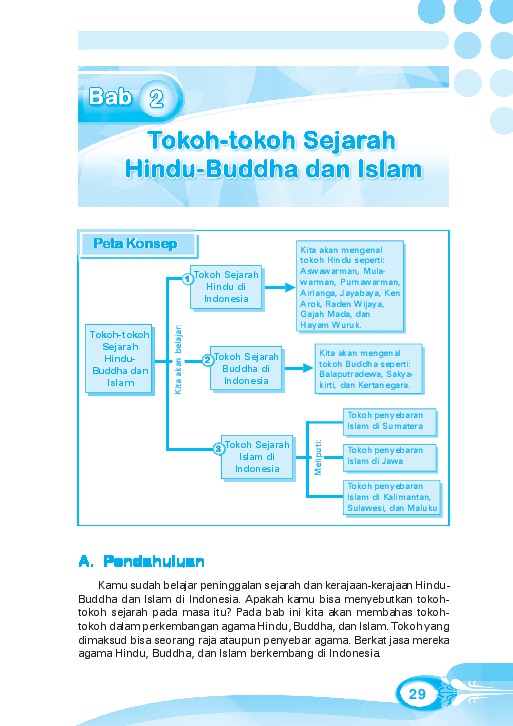 Bab 2
Tokoh-tokoh Sejarah
Hindu-Buddha dan Islam
Peta Konsep
Tokoh-tokoh
Sejarah
Hindu-
Buddha dan
Islam
Kita akan belajar:
1
Tokoh Sejarah
Hindu di
Indonesia
Kita akan mengenal
tokoh Hindu seperti:
Aswawarman, Mula-
warman, Purnawarman,
Airlanga, Jayabaya, Ken
Arok, Raden Wijaya,
Gajah Mada, dan
Hayam Wuruk.
2
Tokoh Sejarah
Buddha di
Indonesia
Kita akan mengenal
tokoh Buddha seperti:
Balaputradewa, Sakya-
kirti, dan Kertanegara.
3
Tokoh Sejarah
Islam di
Indonesia
Meliputi:
Tokoh penyebaran
Islam di Sumatera
Tokoh penyebaran
Islam di Jawa
Tokoh penyebaran
Islam di Kalimantan,
Sulawesi, dan Maluku
A. Pendahuluan
Kamu sudah belajar peninggalan sejarah dan kerajaan-kerajaan Hindu-
Buddha dan Islam di Indonesia. Apakah kamu bisa menyebutkan tokoh-
tokoh sejarah pada masa itu? Pada bab ini kita akan membahas tokoh-
tokoh dalam perkembangan agama Hindu, Buddha, dan Islam. Tokoh yang
dimaksud bisa seorang raja ataupun penyebar agama. Berkat jasa mereka
agama Hindu, Buddha, dan Islam berkembang di Indonesia.
29